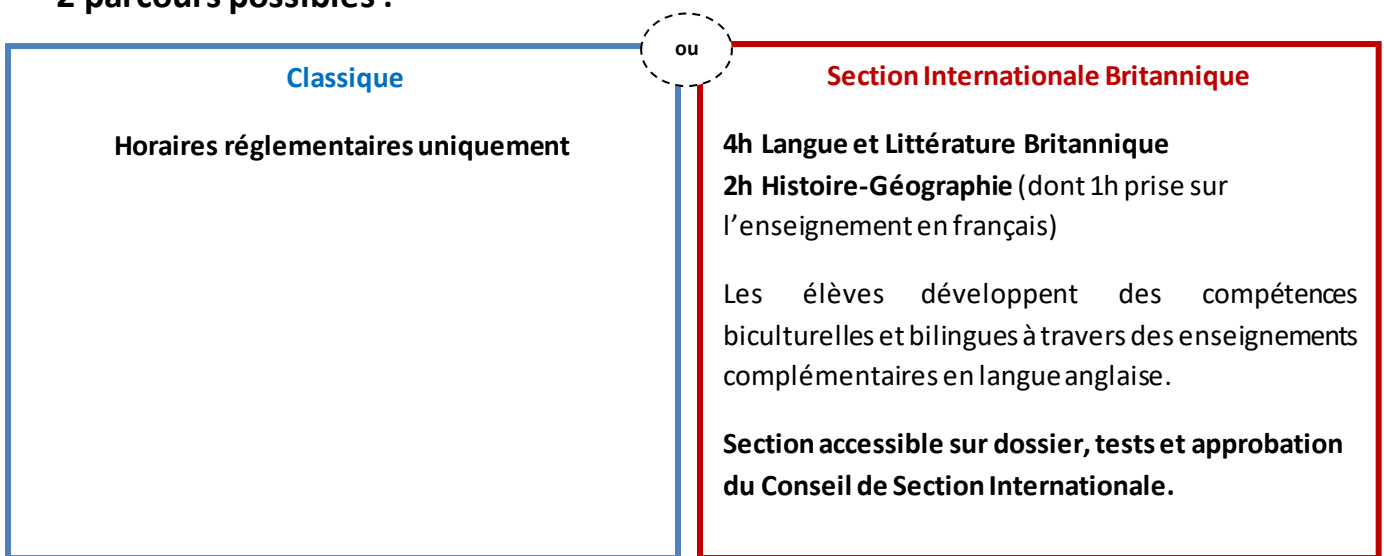 2 parcours possibles :
ou
Classique
Horaires réglementaires uniquement
Section Internationale Britannique
4h Langue et Littérature Britannique
2h Histoire-Géographie (dont 1h prise sur
l'enseignement en français)
Les élèves développent des compétences
biculturelles et bilingues à travers des enseignements
complémentaires en langue anglaise.
Section accessible sur dossier, tests et approbation
du Conseil de Section Internationale.